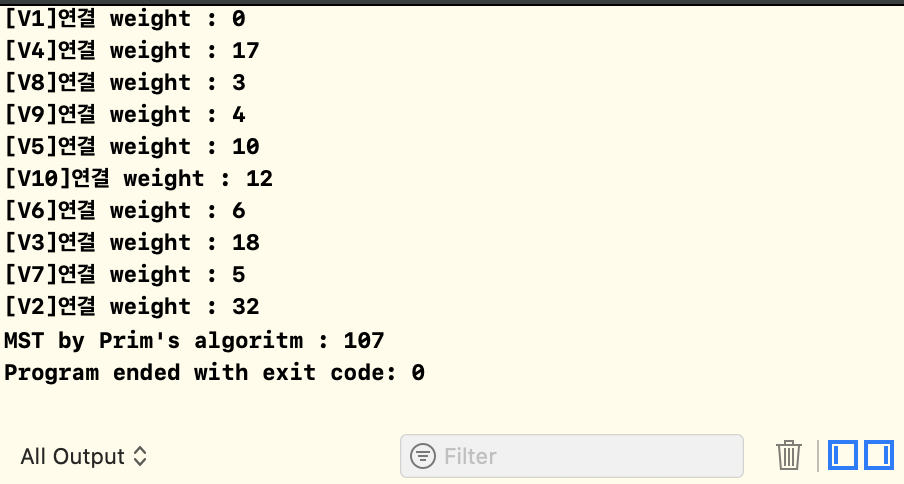 [V1]연결 weight : 0
[V4]연결 weight : 17
[V8]연결 weight : 3
[V9]연결 weight : 4
[V5]연결 weight : 10
[V10]연결 weight : 12
[V6]연결 weight : 6
[V3]연결 weight : 18
[V7]연결 weight : 5
[V2]연결 weight : 32
MST by Prim's algoritm : 107
Program ended with exit code: 0
All Output
Filter